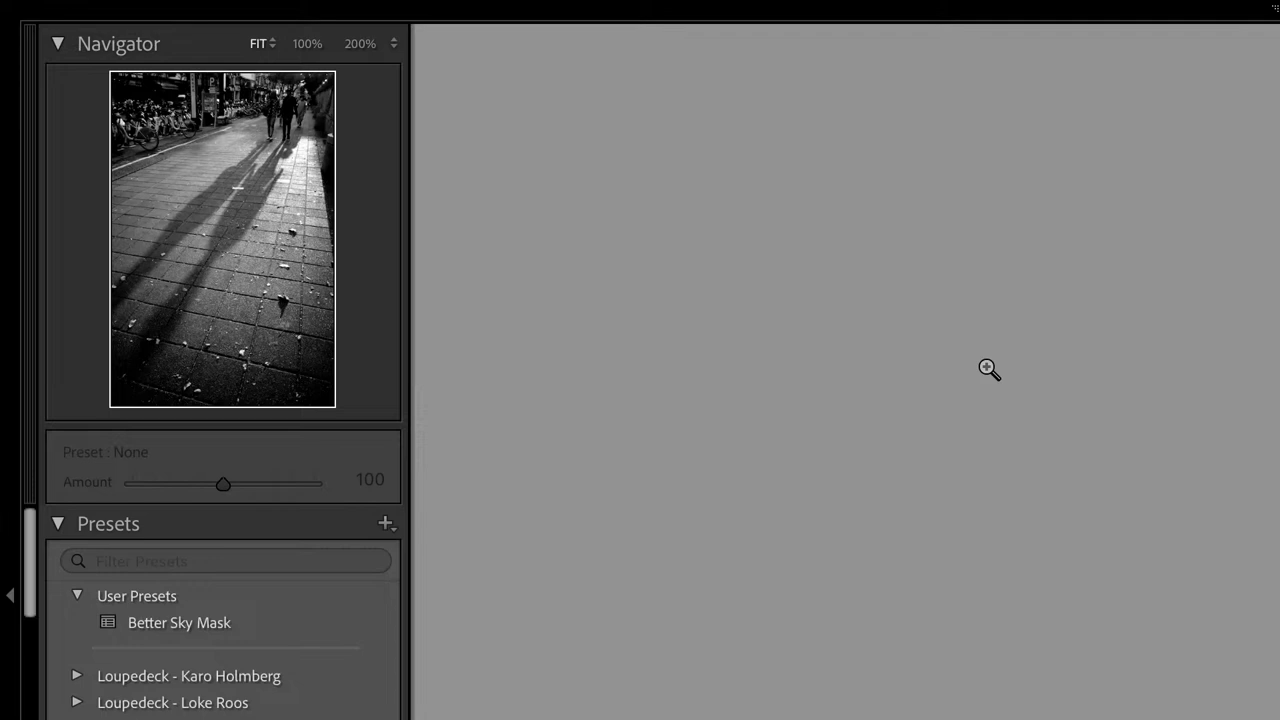 Navigator FIT 100% 200%
Preset : None
Amount 100
Presets
Filter Presets
User Presets
Better Sky Mask
Loupedeck - Karo Holmberg
Loupedeck - Loke Roos